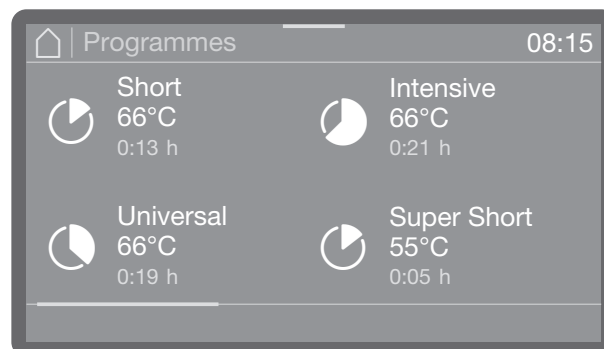 Programmes 08:15
Short
66°C
0:13 h
Intensive
66°C
0:21 h
Universal
66°C
0:19 h
Super Short
55°C
0:05 h